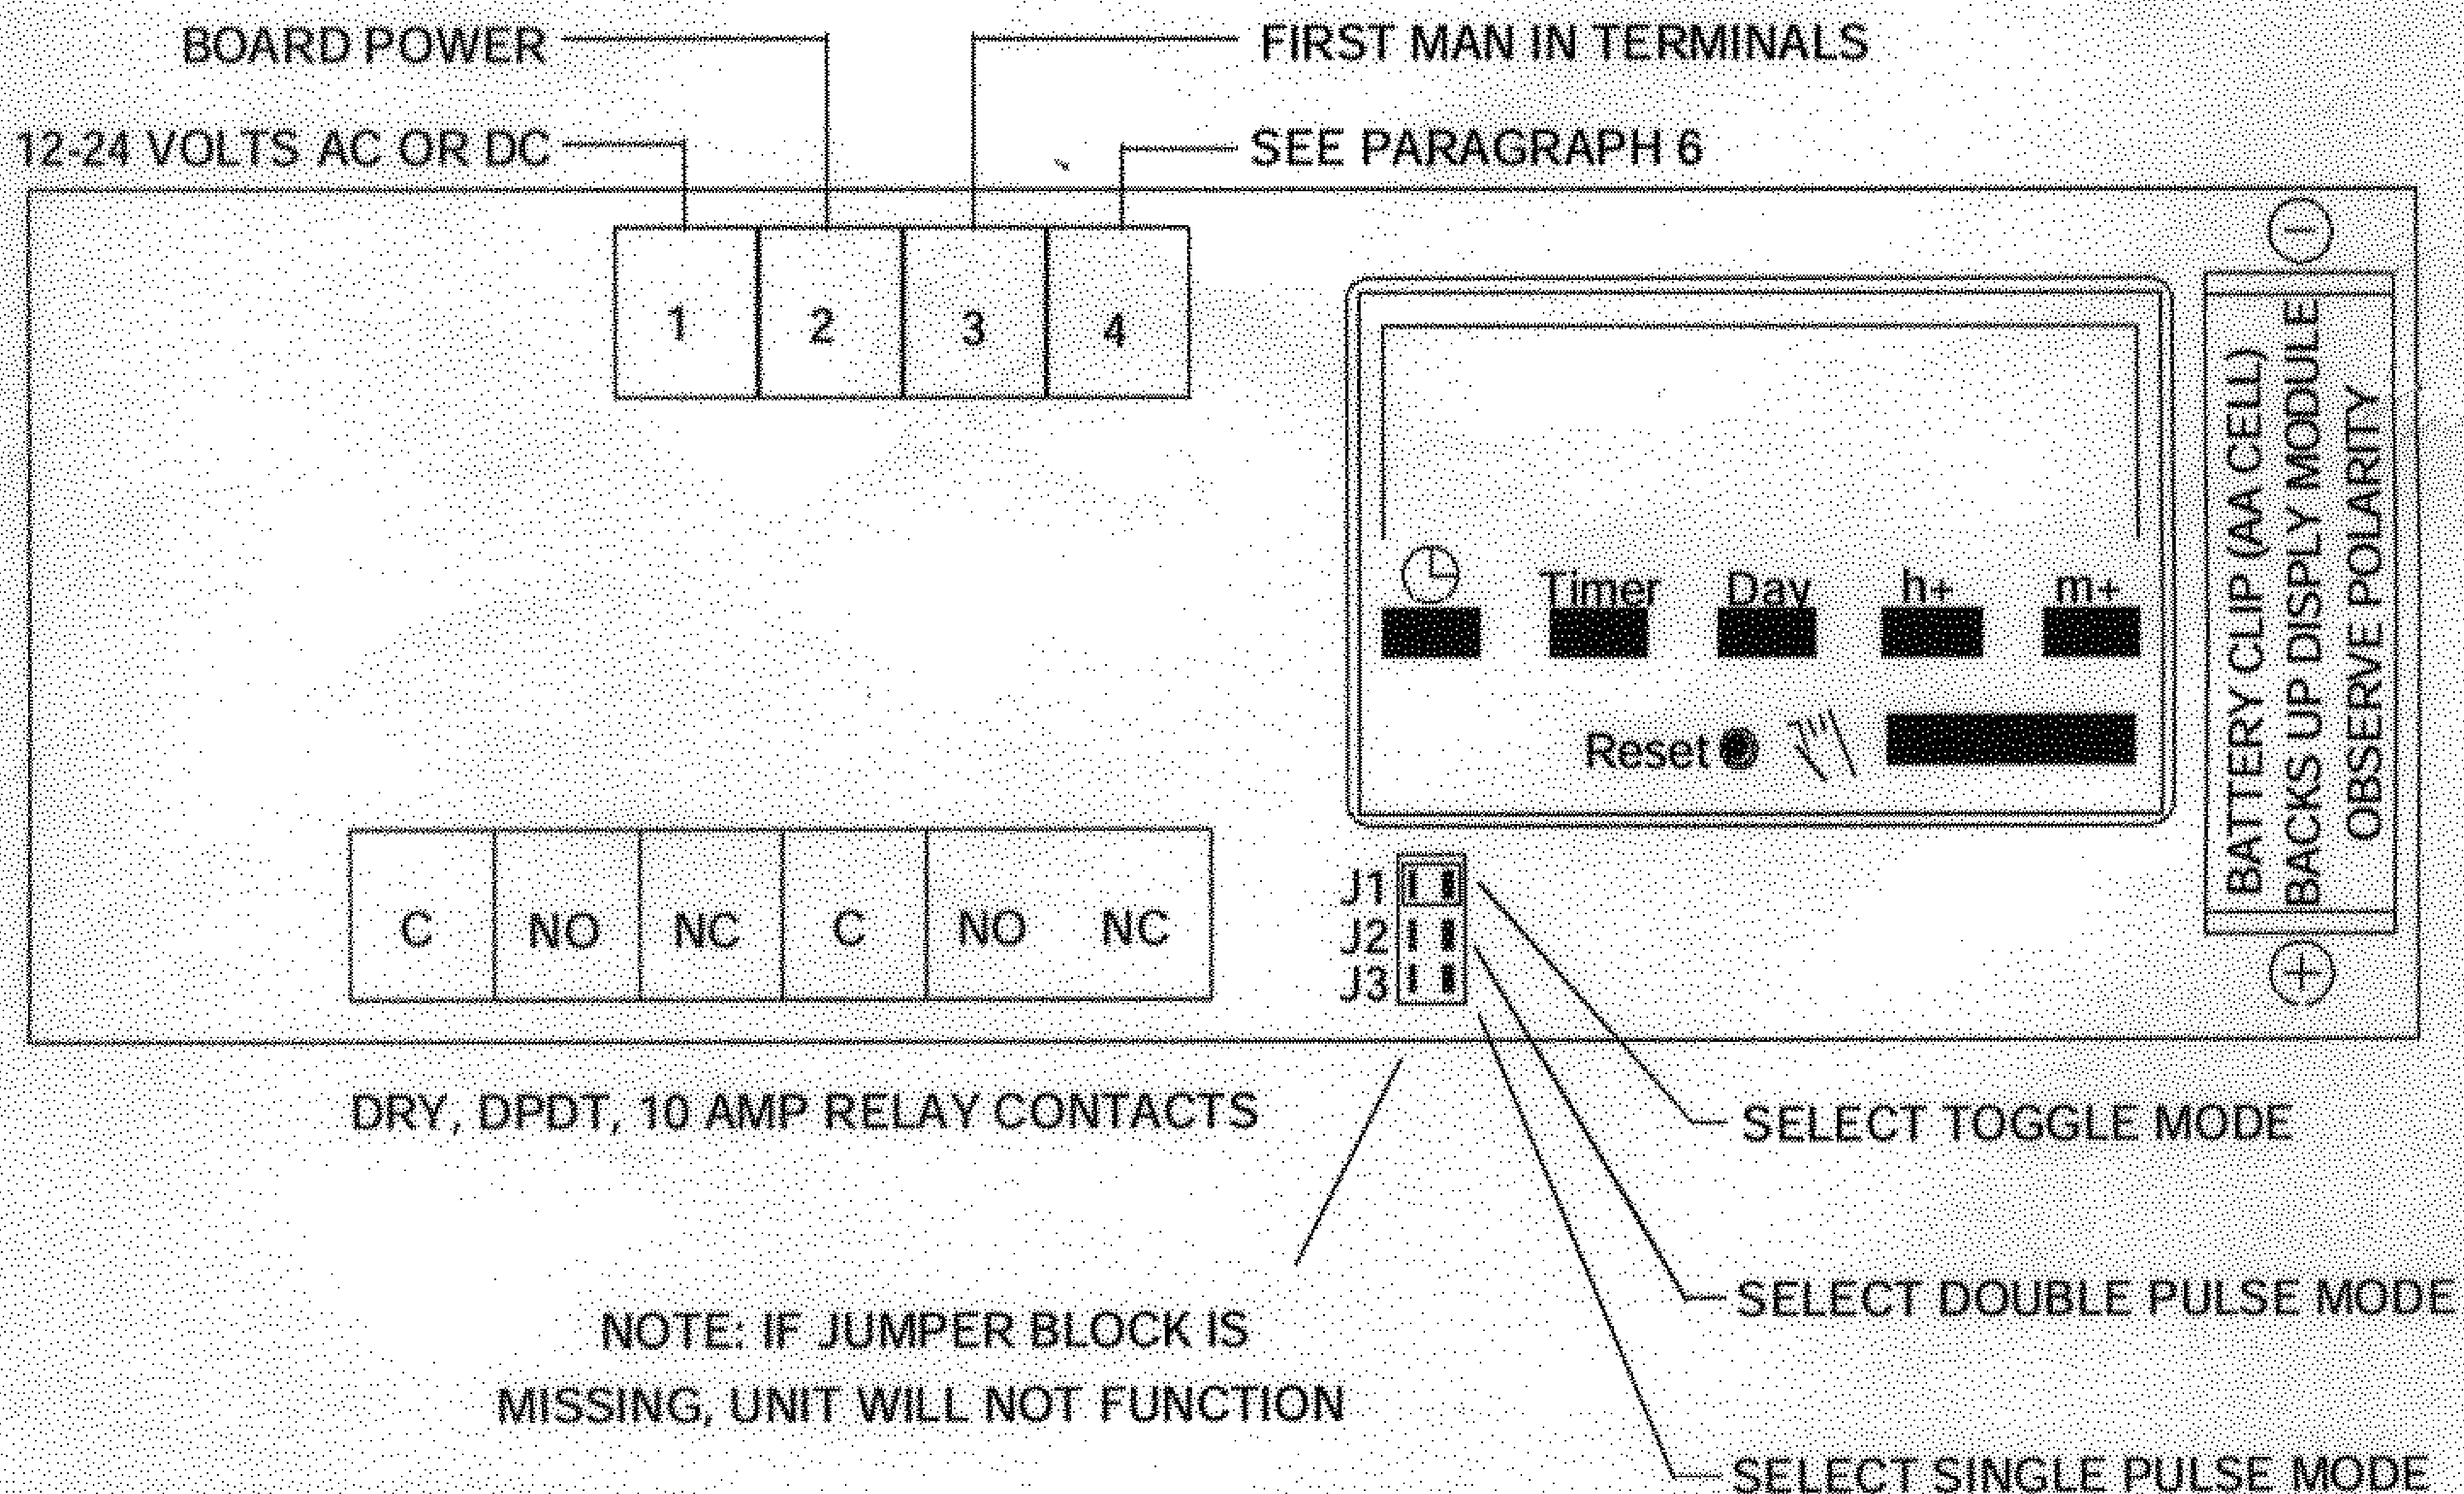 BOARD POWER
FIRST MAN IN TERMINALS
12-24 VOLTS AC OR DC
SEE PARAGRAPH 6
1 2 3 4
Timer Day h+ m+
Reset
BATTERY CLIP (AA CELL)
BACKS UP DISPLY MODULE
OBSERVE POLARITY
C NO NC C NO NC
J1
J2
J3
DRY, DPDT, 10 AMP RELAY CONTACTS
SELECT TOGGLE MODE
SELECT DOUBLE PULSE MODE
NOTE: IF JUMPER BLOCK IS
MISSING, UNIT WILL NOT FUNCTION
SELECT SINGLE PULSE MODE